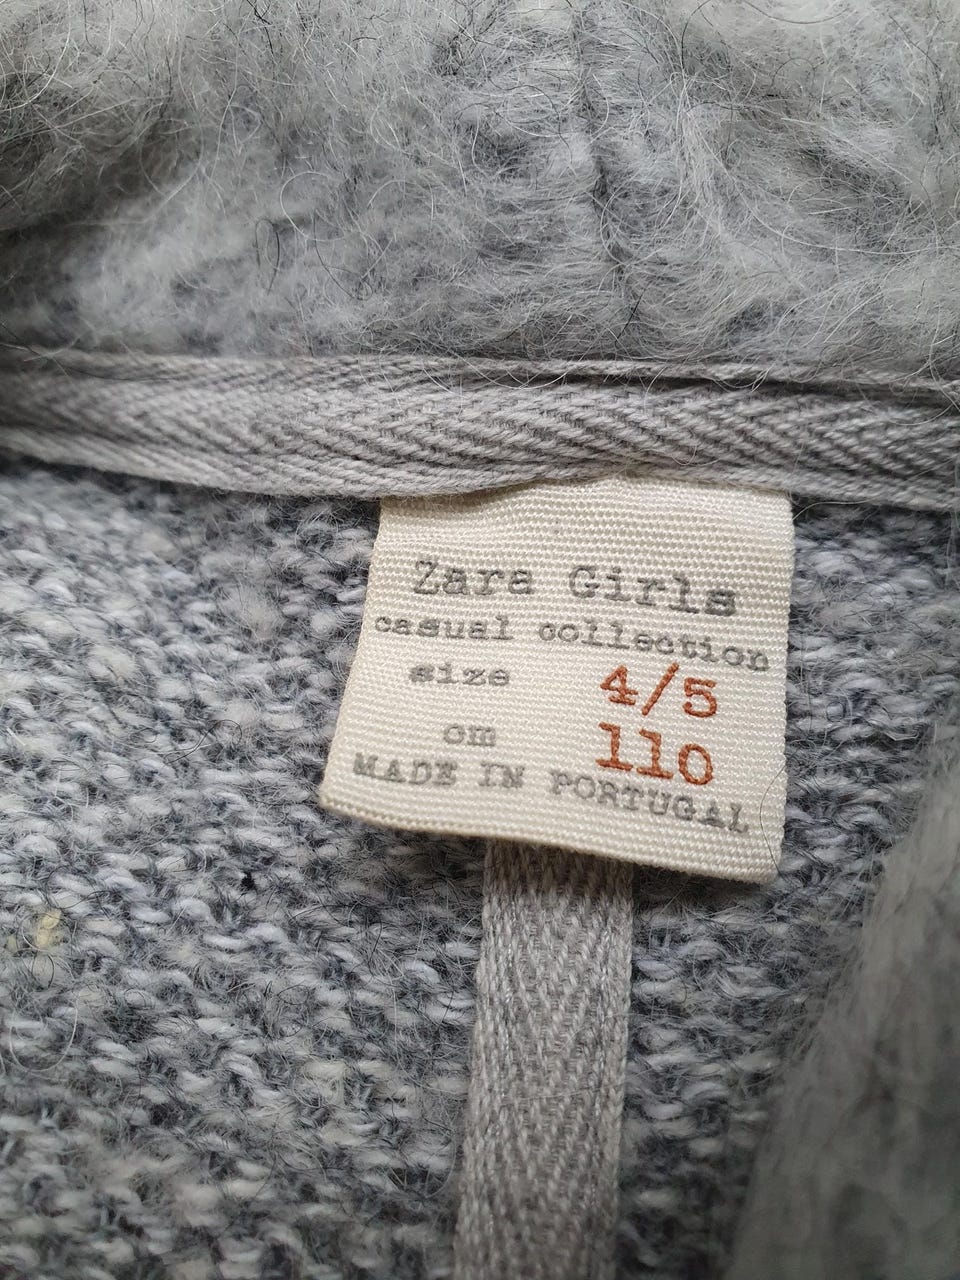 Zara Girls
casual collection
size 4/5
cm 110
MADE IN PORTUGAL